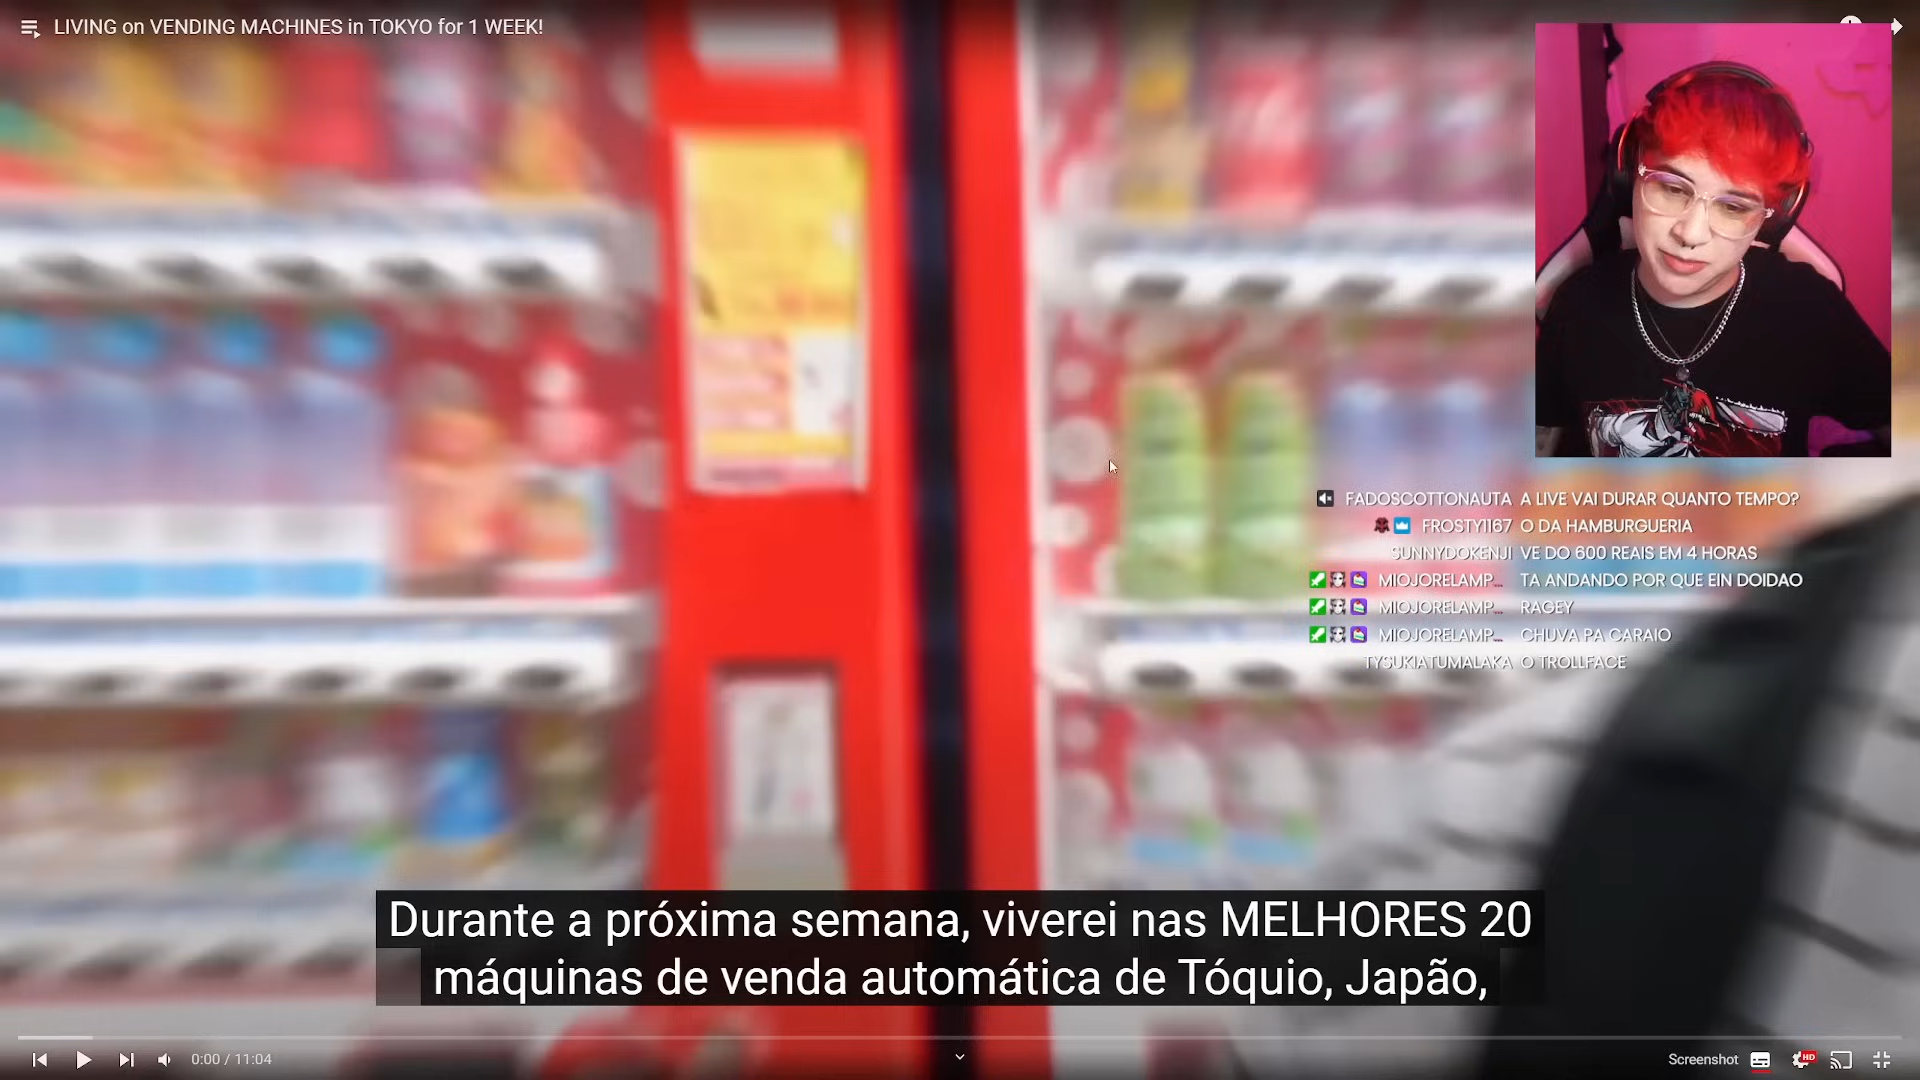 LIVING on VENDING MACHINES in TOKYO for 1 WEEK!
FADOSCOTTONAUTA A LIVE VAI DURAR QUANTO TEMPO?
FROSTY1167 O DA HAMBURGUERIA
SUNNYDOKENJI VE DO 600 REAIS EM 4 HORAS
MIOJORELAMP... TA ANDANDO POR QUE EIN DOIDAO
MIOJORELAMP... RAGEY
MIOJORELAMP... CHUVA PA CARAIO
TYSUKIATUMALAKA O TROLLFACE
Durante a próxima semana, viverei nas MELHORES 20
máquinas de venda automática de Tóquio, Japão,
0:00 / 11:04
Screenshot
HD